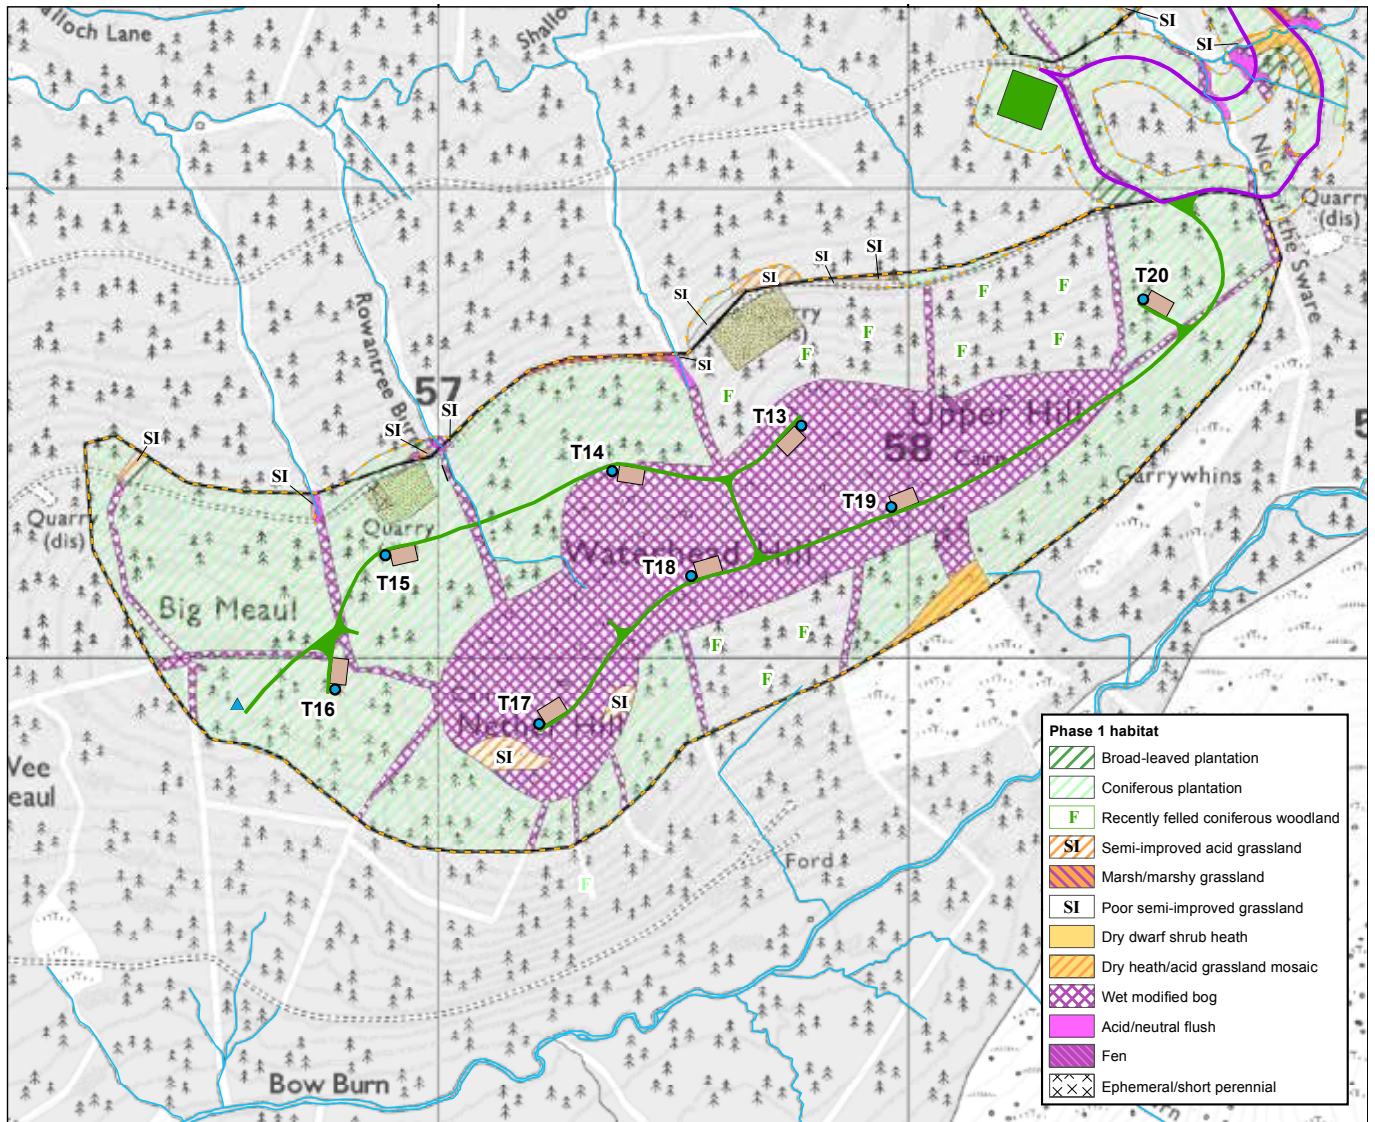 alloch Lane
Shalloc
SI
SI
Nick of the Sware
Quarry
(dis)
SI
SI
SI
SI
T20
F
F
F
F
F
F
F
SI
Rowantree Bu
57
SI
SI
T13
Upper Hill
58
Cairn
Garrywhins
SI
SI
T14
T19
Quarry
(dis)
Quarry
T15
Waterhead Hill
T18
Big Meaul
F
F
F
T16
T17
Nether Hill
SI
SI
Wee
eaul
Ford
F
Bow Burn
Phase 1 habitat
Broad-leaved plantation
Coniferous plantation
F Recently felled coniferous woodland
SI Semi-improved acid grassland
Marsh/marshy grassland
SI Poor semi-improved grassland
Dry dwarf shrub heath
Dry heath/acid grassland mosaic
Wet modified bog
Acid/neutral flush
Fen
Ephemeral/short perennial